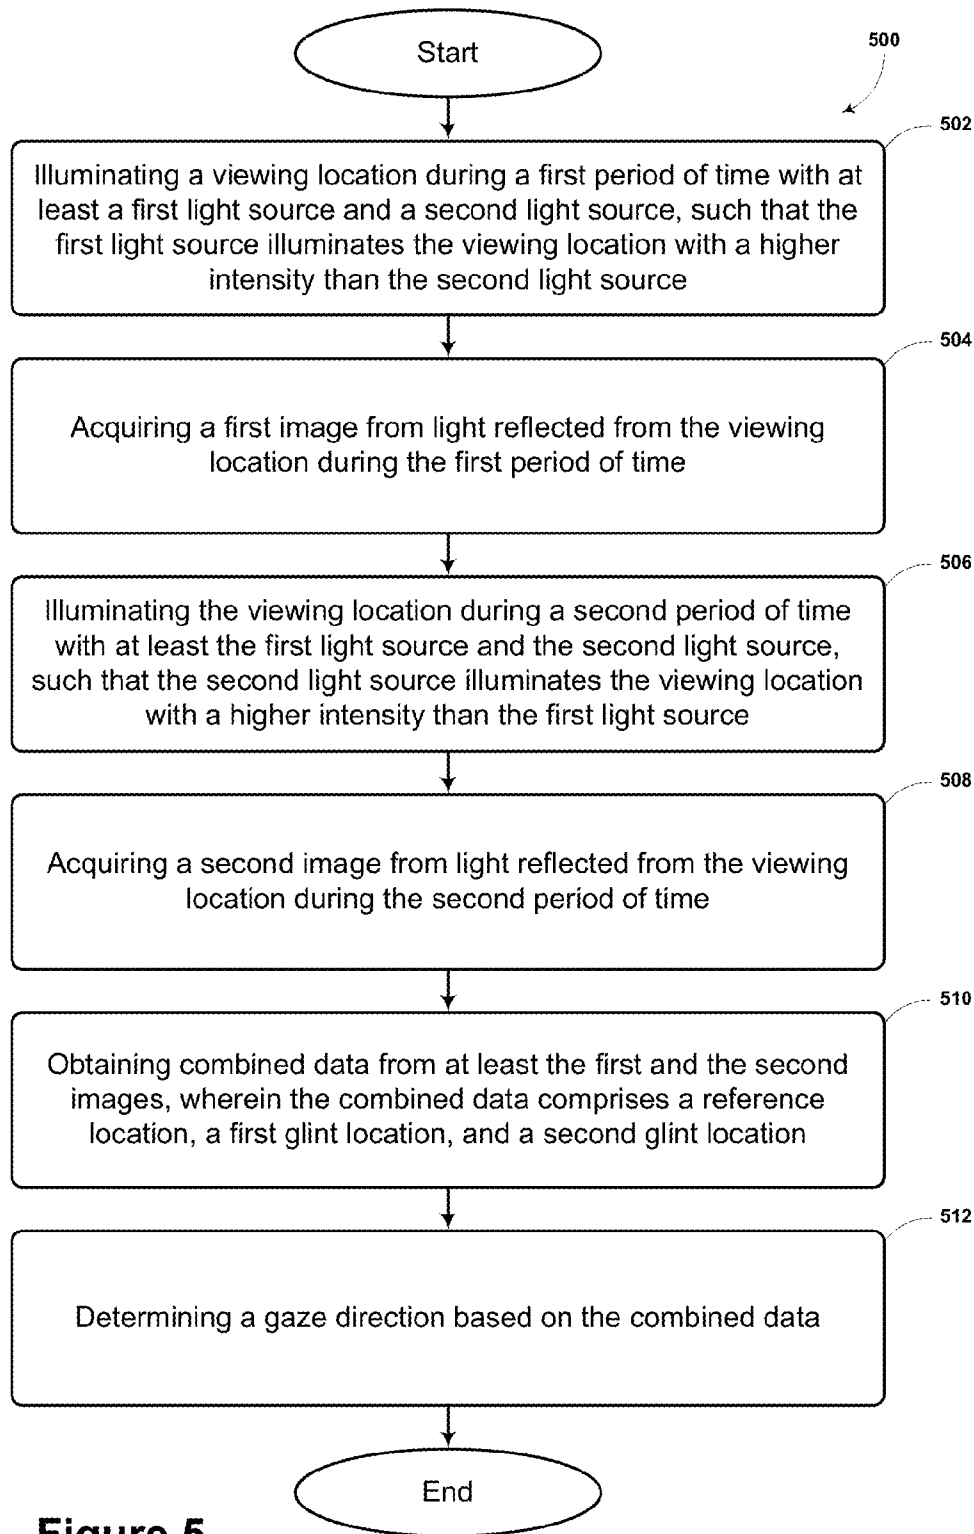 Start
500
502
Illuminating a viewing location during a first period of time with at
least a first light source and a second light source, such that the
first light source illuminates the viewing location with a higher
intensity than the second light source
504
Acquiring a first image from light reflected from the viewing
location during the first period of time
506
Illuminating the viewing location during a second period of time
with at least the first light source and the second light source,
such that the second light source illuminates the viewing location
with a higher intensity than the first light source
508
Acquiring a second image from light reflected from the viewing
location during the second period of time
510
Obtaining combined data from at least the first and the second
images, wherein the combined data comprises a reference
location, a first glint location, and a second glint location
512
Determining a gaze direction based on the combined data
End
Figure 5